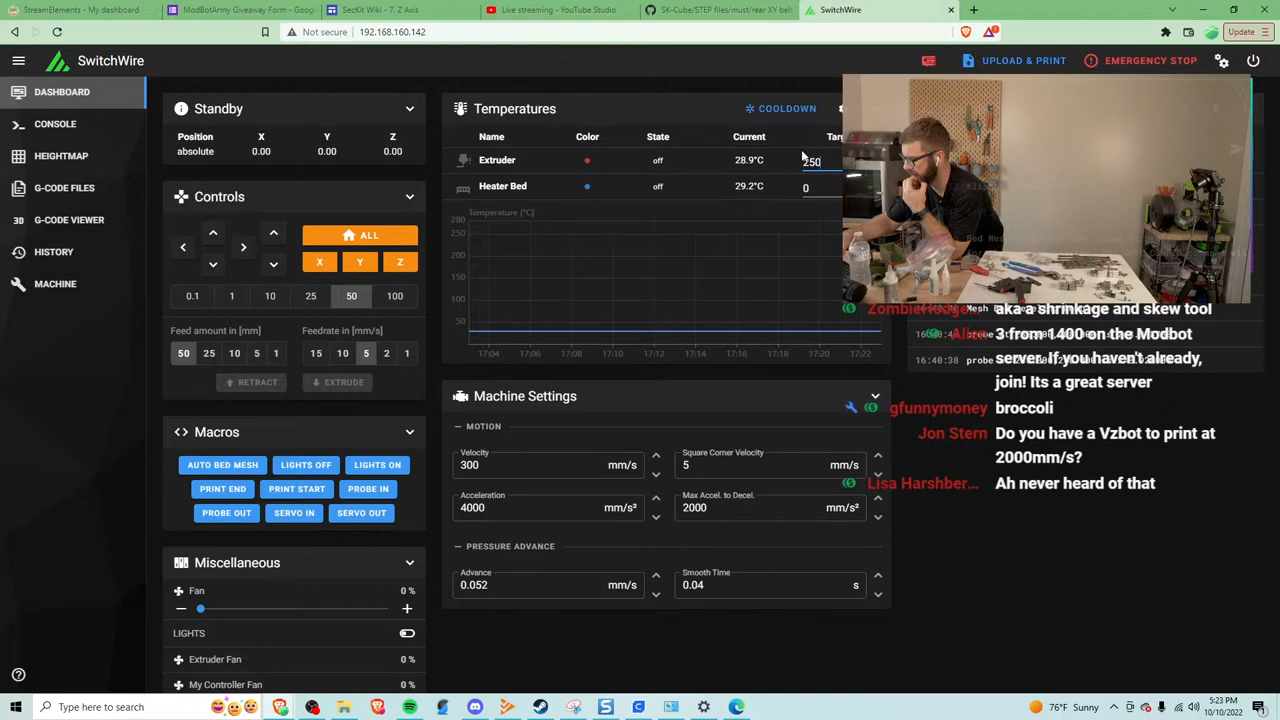 StreamElements - My dashboard
ModBotArmy Giveaway Form - Goog
SecKit Wiki - 7. Z Axis
Live streaming - YouTube Studio
SK-Cube/STEP files/must/rear XY belt
SwitchWire
Not secure
192.168.160.142
Update
SwitchWire
UPLOAD & PRINT
EMERGENCY STOP
DASHBOARD
CONSOLE
HEIGHTMAP
G-CODE FILES
3D
G-CODE VIEWER
HISTORY
MACHINE
Standby
Position
X
Y
Z
absolute
0.00
0.00
0.00
Controls
ALL
X
Y
Z
0.1
1
10
25
50
100
Feed amount in [mm]
Feedrate in [mm/s]
50
25
10
5
1
15
10
5
2
1
RETRACT
EXTRUDE
Macros
AUTO BED MESH
LIGHTS OFF
LIGHTS ON
PRINT END
PRINT START
PROBE IN
PROBE OUT
SERVO IN
SERVO OUT
Miscellaneous
Fan
0 %
LIGHTS
Extruder Fan
0 %
My Controller Fan
0 %
Temperatures
COOLDOWN
Name
Color
State
Current
Extruder
off
28.9°C
250
Heater Bed
off
29.2°C
0
Temperature [°C]
280
250
200
150
100
50
17:04
17:06
17:08
17:10
17:12
17:14
17:16
17:18
17:20
17:22
Machine Settings
MOTION
Velocity
300
mm/s
Square Corner Velocity
5
mm/s
Acceleration
4000
mm/s²
Max Accel. to Decel.
2000
mm/s²
PRESSURE ADVANCE
Advance
0.052
mm/s
Smooth Time
0.04
s
aka a shrinkage and skew tool
3 from 1400 on the Modbot
server. If you haven't already,
join! Its a great server
gfunnymoney
broccoli
Jon Stern
Do you have a Vzbot to print at
2000mm/s?
Lisa Harshber...
Ah never heard of that
16:40:38
Type here to search
76°F Sunny
5:23 PM
10/10/2022